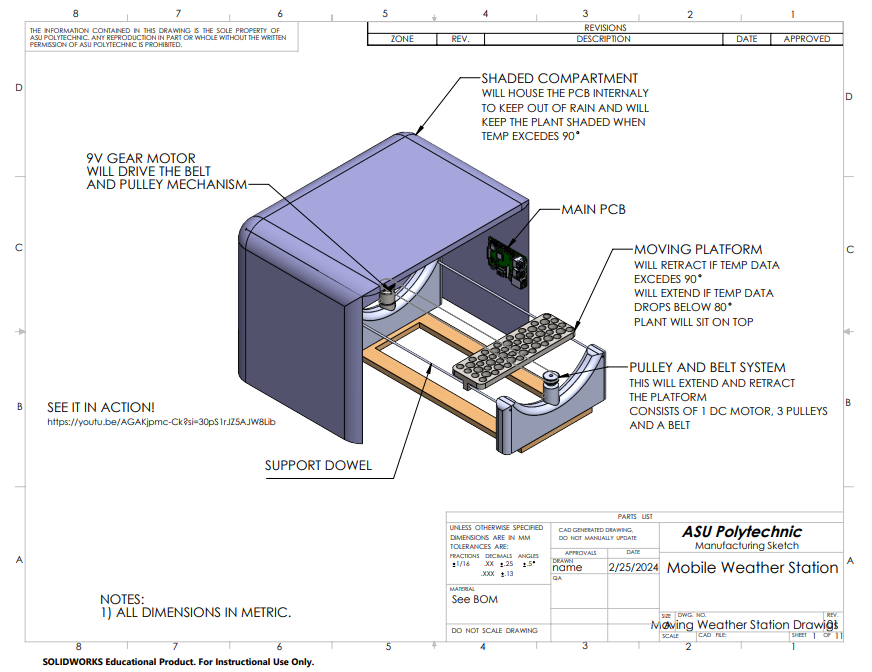 8 7 6 5 4 3 2 1
THE INFORMATION CONTAINED IN THIS DRAWING IS THE SOLE PROPERTY OF
ASU POLYTECHNIC. ANY REPRODUCTION IN PART OR WHOLE WITHOUT THE WRITTEN
PERMISSION OF ASU POLYTECHNIC IS PROHIBITED.
REVISIONS
ZONE REV. DESCRIPTION DATE APPROVED
D D
SHADED COMPARTMENT
WILL HOUSE THE PCB INTERNALY
TO KEEP OUT OF RAIN AND WILL
KEEP THE PLANT SHADED WHEN
TEMP EXCEDES 90°
9V GEAR MOTOR
WILL DRIVE THE BELT
AND PULLEY MECHANISM
MAIN PCB
C C
MOVING PLATFORM
WILL RETRACT IF TEMP DATA
EXCEDES 90°
WILL EXTEND IF TEMP DATA
DROPS BELOW 80°
PLANT WILL SIT ON TOP
PULLEY AND BELT SYSTEM
THIS WILL EXTEND AND RETRACT
THE PLATFORM
CONSISTS OF 1 DC MOTOR, 3 PULLEYS
AND A BELT
B B
SEE IT IN ACTION!
https://youtu.be/AGAKjpmc-Ck?si=30pS1rJZ5AJW8Lib
SUPPORT DOWEL
PARTS LIST
UNLESS OTHERWISE SPECIFIED
DIMENSIONS ARE IN MM
TOLERANCES ARE:
FRACTIONS DECIMALS ANGLES
±1/16 .XX ±.25 ±.5°
.XXX ±.13
MATERIAL
See BOM
DO NOT SCALE DRAWING
CAD GENERATED DRAWING,
DO NOT MANUALLY UPDATE
APPROVALS DATE
DRAWN
name 2/25/2024
QA
ASU Polytechnic
Manufacturing Sketch
Mobile Weather Station
SIZE DWG. NO. REV.
A Moving Weather Station Drawigs 01
SCALE CAD FILE: SHEET 1 OF 11
A A
NOTES:
1) ALL DIMENSIONS IN METRIC.
8 7 6 5 4 3 2 1
SOLIDWORKS Educational Product. For Instructional Use Only.